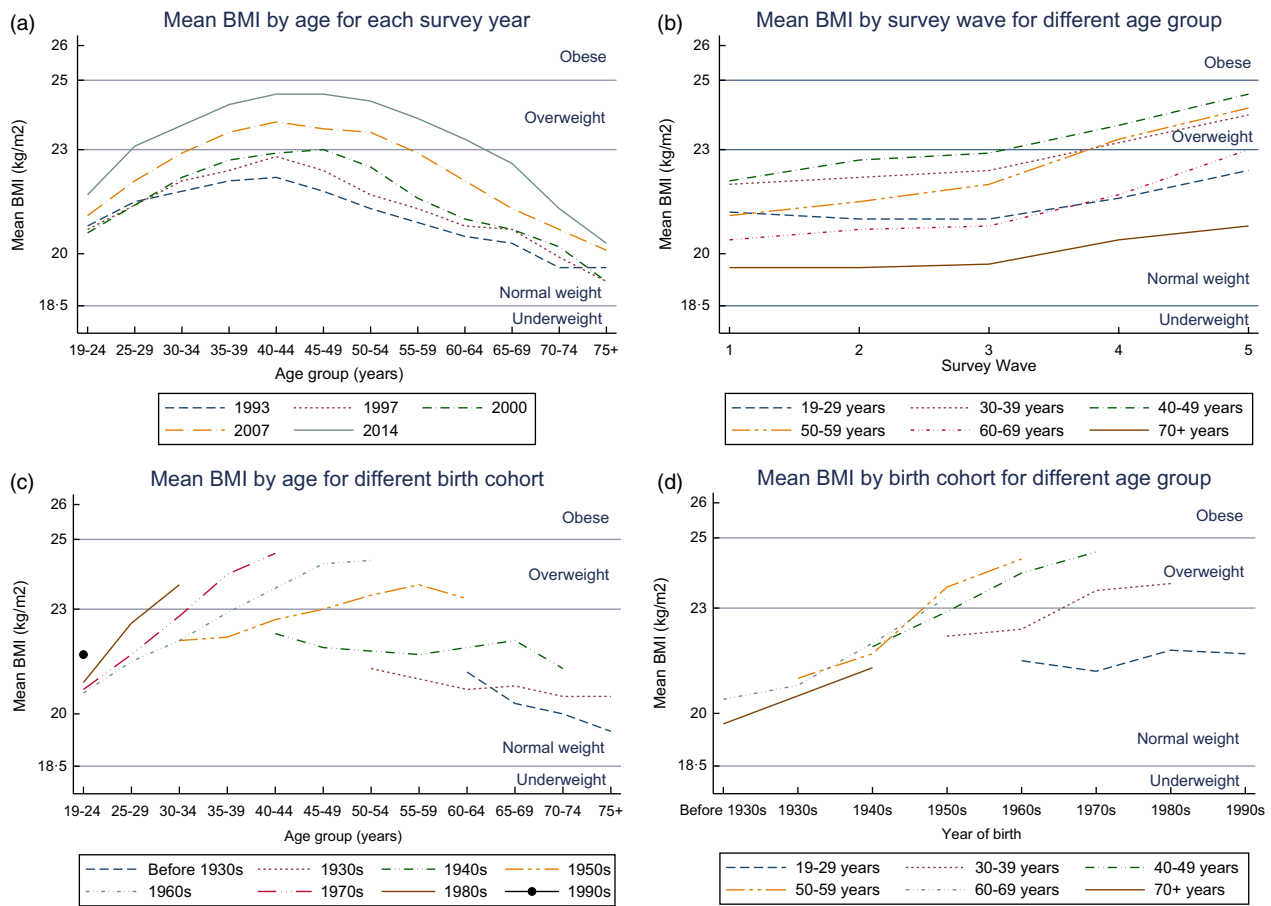 (a)
Mean BMI by age for each survey year
Mean BMI (kg/m2)
26
25
23
20
18·5
Obese
Overweight
Normal weight
Underweight
19-24 25-29 30-34 35-39 40-44 45-49 50-54 55-59 60-64 65-69 70-74 75+
Age group (years)
1993 1997 2000
2007 2014
(b)
Mean BMI by survey wave for different age group
Mean BMI (kg/m2)
26
25
23
20
18·5
Obese
Overweight
Normal weight
Underweight
1 2 3 4 5
Survey Wave
19-29 years 30-39 years 40-49 years
50-59 years 60-69 years 70+ years
(c)
Mean BMI by age for different birth cohort
Mean BMI (kg/m2)
26
25
23
20
18·5
Obese
Overweight
Normal weight
Underweight
19-24 25-29 30-34 35-39 40-44 45-49 50-54 55-59 60-64 65-69 70-74 75+
Age group (years)
Before 1930s 1930s 1940s 1950s
1960s 1970s 1980s 1990s
(d)
Mean BMI by birth cohort for different age group
Mean BMI (kg/m2)
26
25
23
20
18·5
Obese
Overweight
Normal weight
Underweight
Before 1930s 1930s 1940s 1950s 1960s 1970s 1980s 1990s
Year of birth
19-29 years 30-39 years 40-49 years
50-59 years 60-69 years 70+ years